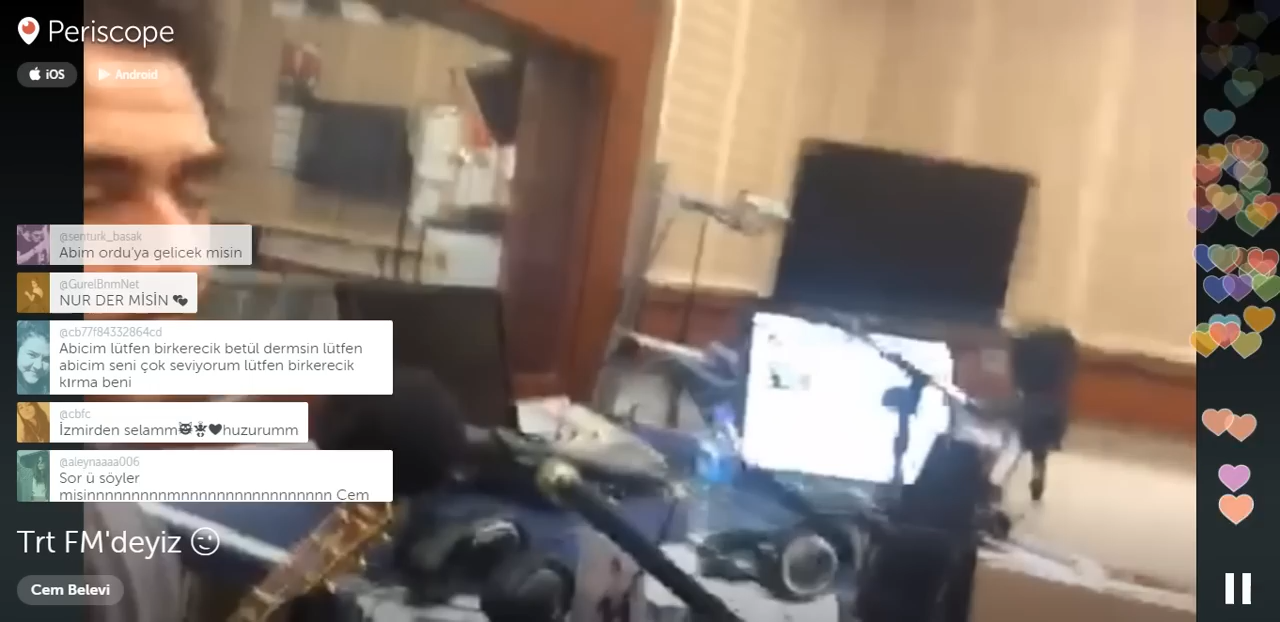 Periscope
iOS
Android
@senturk_basak
Abim ordu'ya gelicek misin
@GurelBnmNet
NUR DER MİSİN
@cb77f84332864cd
Abicim lütfen birkerecik betül dermsin lütfen
abicim seni çok seviyorum lütfen birkerecik
kırma beni
@cbfc
İzmirden selamm😻👯❤huzurumm
@aleynaaaa006
Sor ü söyler
misinnnnnnnnnmnnnnnnnnnnnnnnnnn Cem
Trt FM'deyiz 😉
Cem Belevi